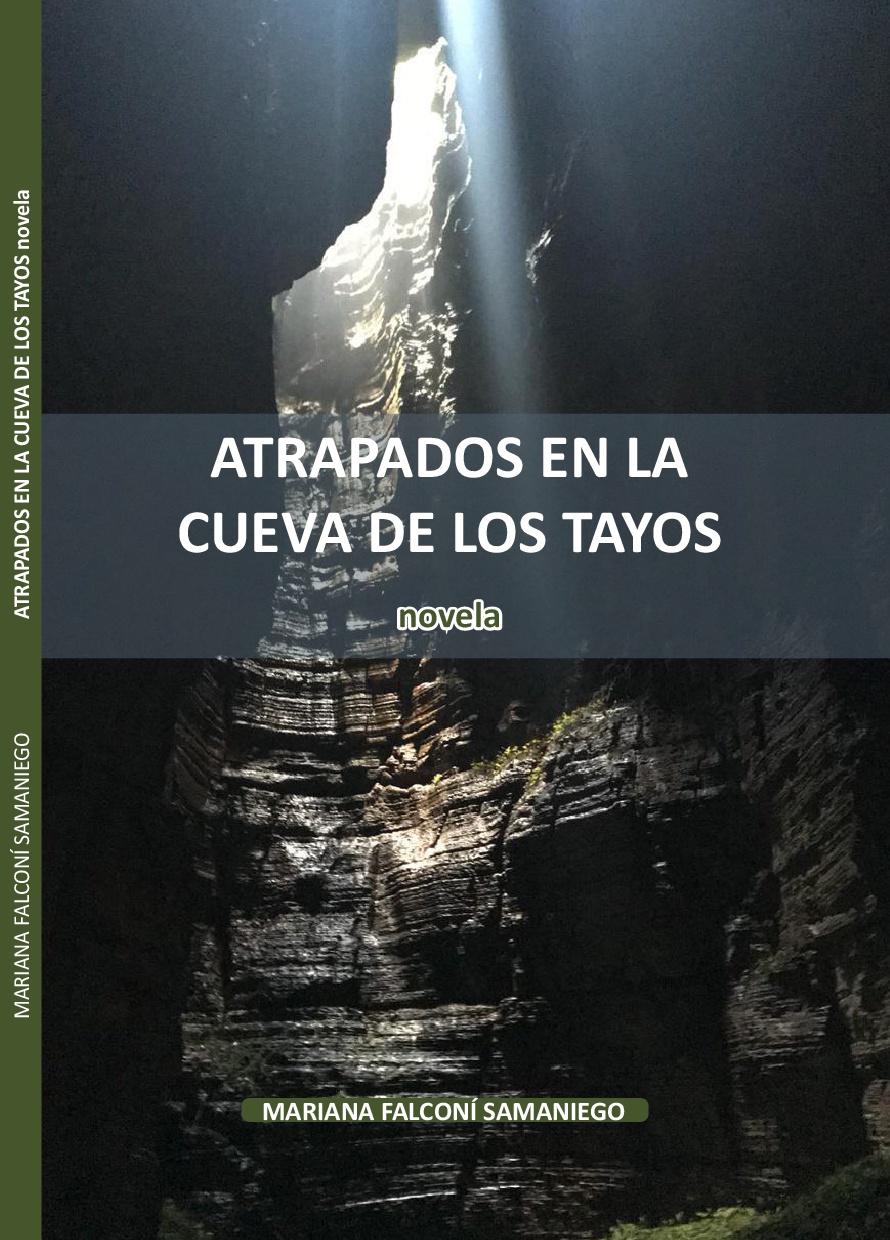 ATRAPADOS EN LA CUEVA DE LOS TAYOS novela
MARIANA FALCONÍ SAMANIEGO
ATRAPADOS EN LA
CUEVA DE LOS TAYOS
novela
MARIANA FALCONÍ SAMANIEGO